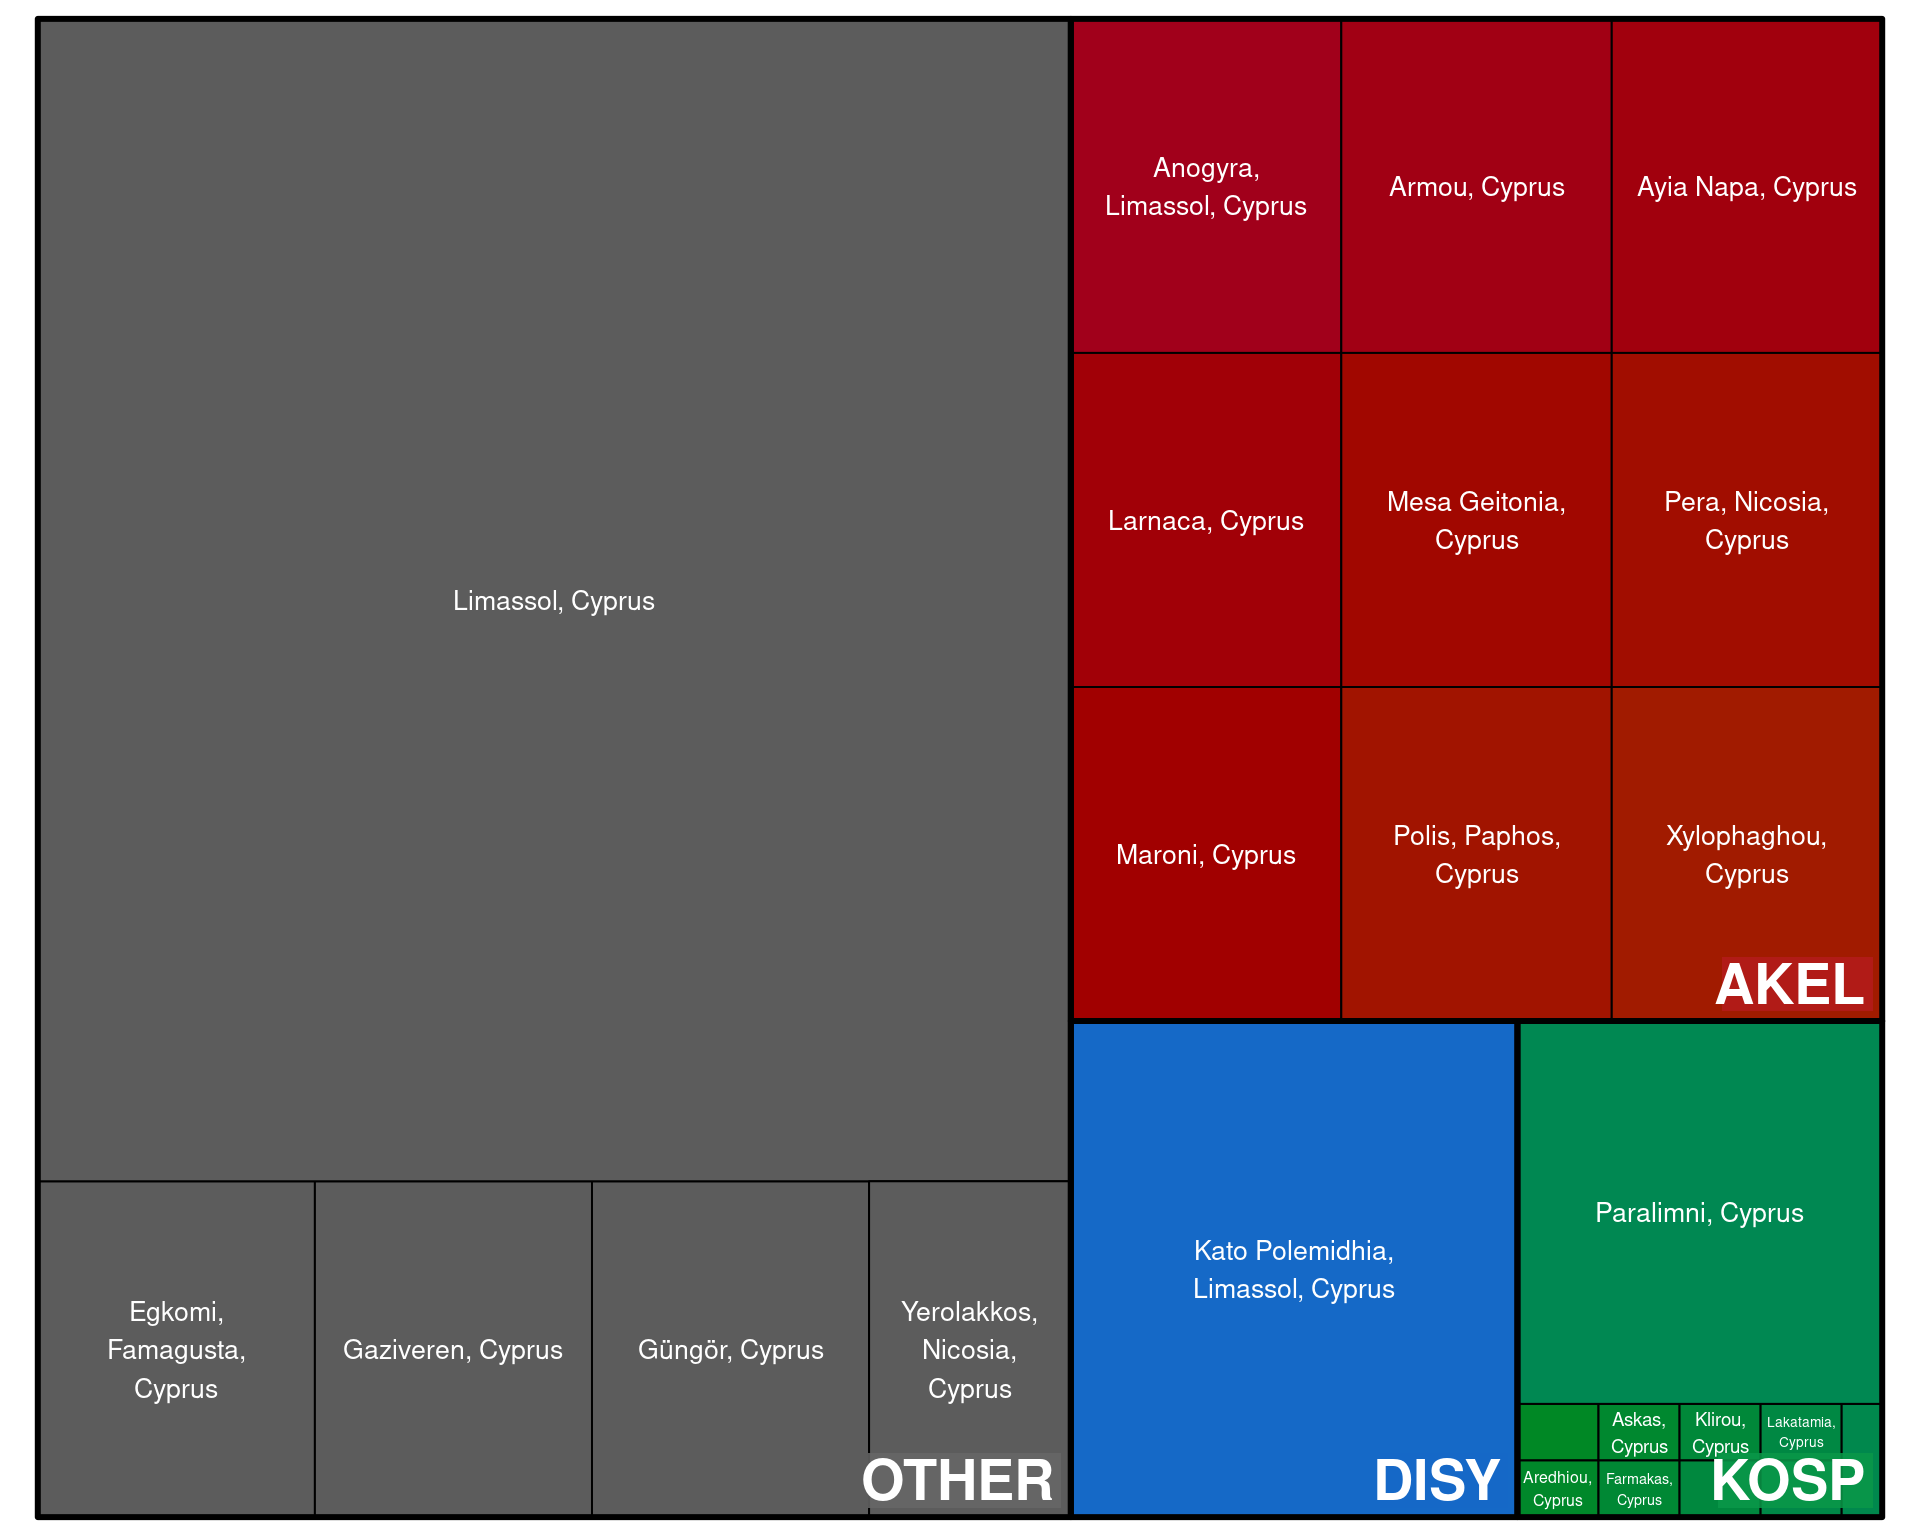 Limassol, Cyprus
Egkomi,
Famagusta,
Cyprus
Gaziveren, Cyprus
Güngör, Cyprus
Yerolakkos,
Nicosia,
Cyprus
OTHER
Anogyra,
Limassol, Cyprus
Armou, Cyprus
Ayia Napa, Cyprus
Larnaca, Cyprus
Mesa Geitonia,
Cyprus
Pera, Nicosia,
Cyprus
Maroni, Cyprus
Polis, Paphos,
Cyprus
Xylophaghou,
Cyprus
AKEL
Kato Polemidhia,
Limassol, Cyprus
DISY
Paralimni, Cyprus
Askas,
Cyprus
Klirou,
Cyprus
Lakatamia,
Cyprus
Aredhiou,
Cyprus
Farmakas,
Cyprus
KOSP